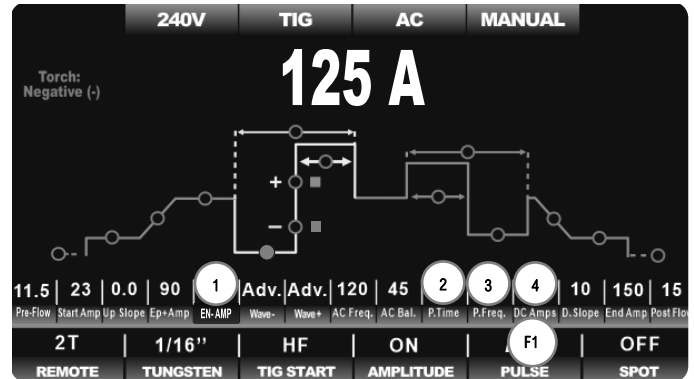 240V TIG AC MANUAL
125 A
Torch:
Negative (-)
+
−
11.5 | 23 | 0.0 | 90 | 1 | Adv. | Adv. | 120 | 45 | 2 | 3 | 4 | 10 | 150 | 15
Pre-Flow Start Amp Up Slope Ep+Amp EN-AMP Wave- Wave+ AC Freq. AC Bal. P.Time P.Freq. DC Amps D. Slope End Amp Post Flo
2T | 1/16’’ | HF | ON | F1 | OFF
REMOTE TUNGSTEN TIG START AMPLITUDE PULSE SPOT